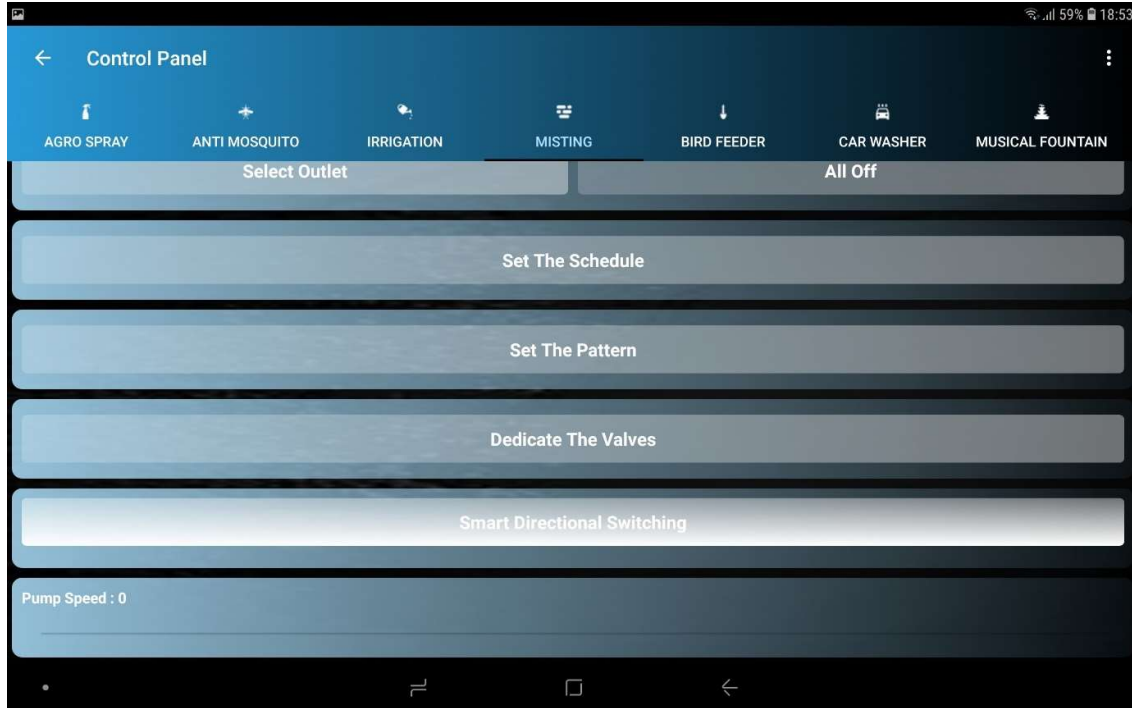 59% 18:53
Control Panel
AGRO SPRAY ANTI MOSQUITO IRRIGATION MISTING BIRD FEEDER CAR WASHER MUSICAL FOUNTAIN
Select Outlet All Off
Set The Schedule
Set The Pattern
Dedicate The Valves
Smart Directional Switching
Pump Speed : 0